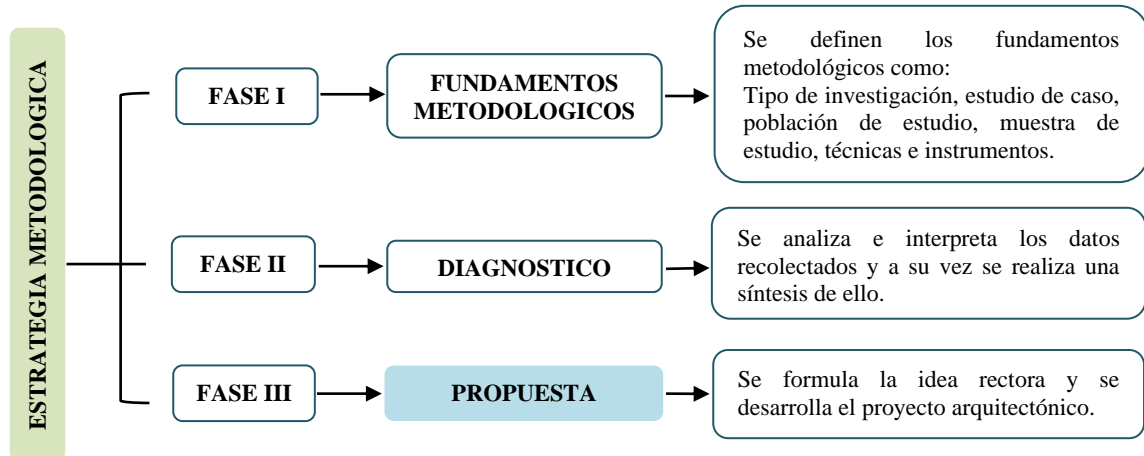 ESTRATEGIA METODOLOGICA
FASE I
FUNDAMENTOS
METODOLOGICOS
Se definen los fundamentos
metodológicos como:
Tipo de investigación, estudio de caso,
población de estudio, muestra de
estudio, técnicas e instrumentos.
FASE II
DIAGNOSTICO
Se analiza e interpreta los datos
recolectados y a su vez se realiza una
síntesis de ello.
FASE III
PROPUESTA
Se formula la idea rectora y se
desarrolla el proyecto arquitectónico.